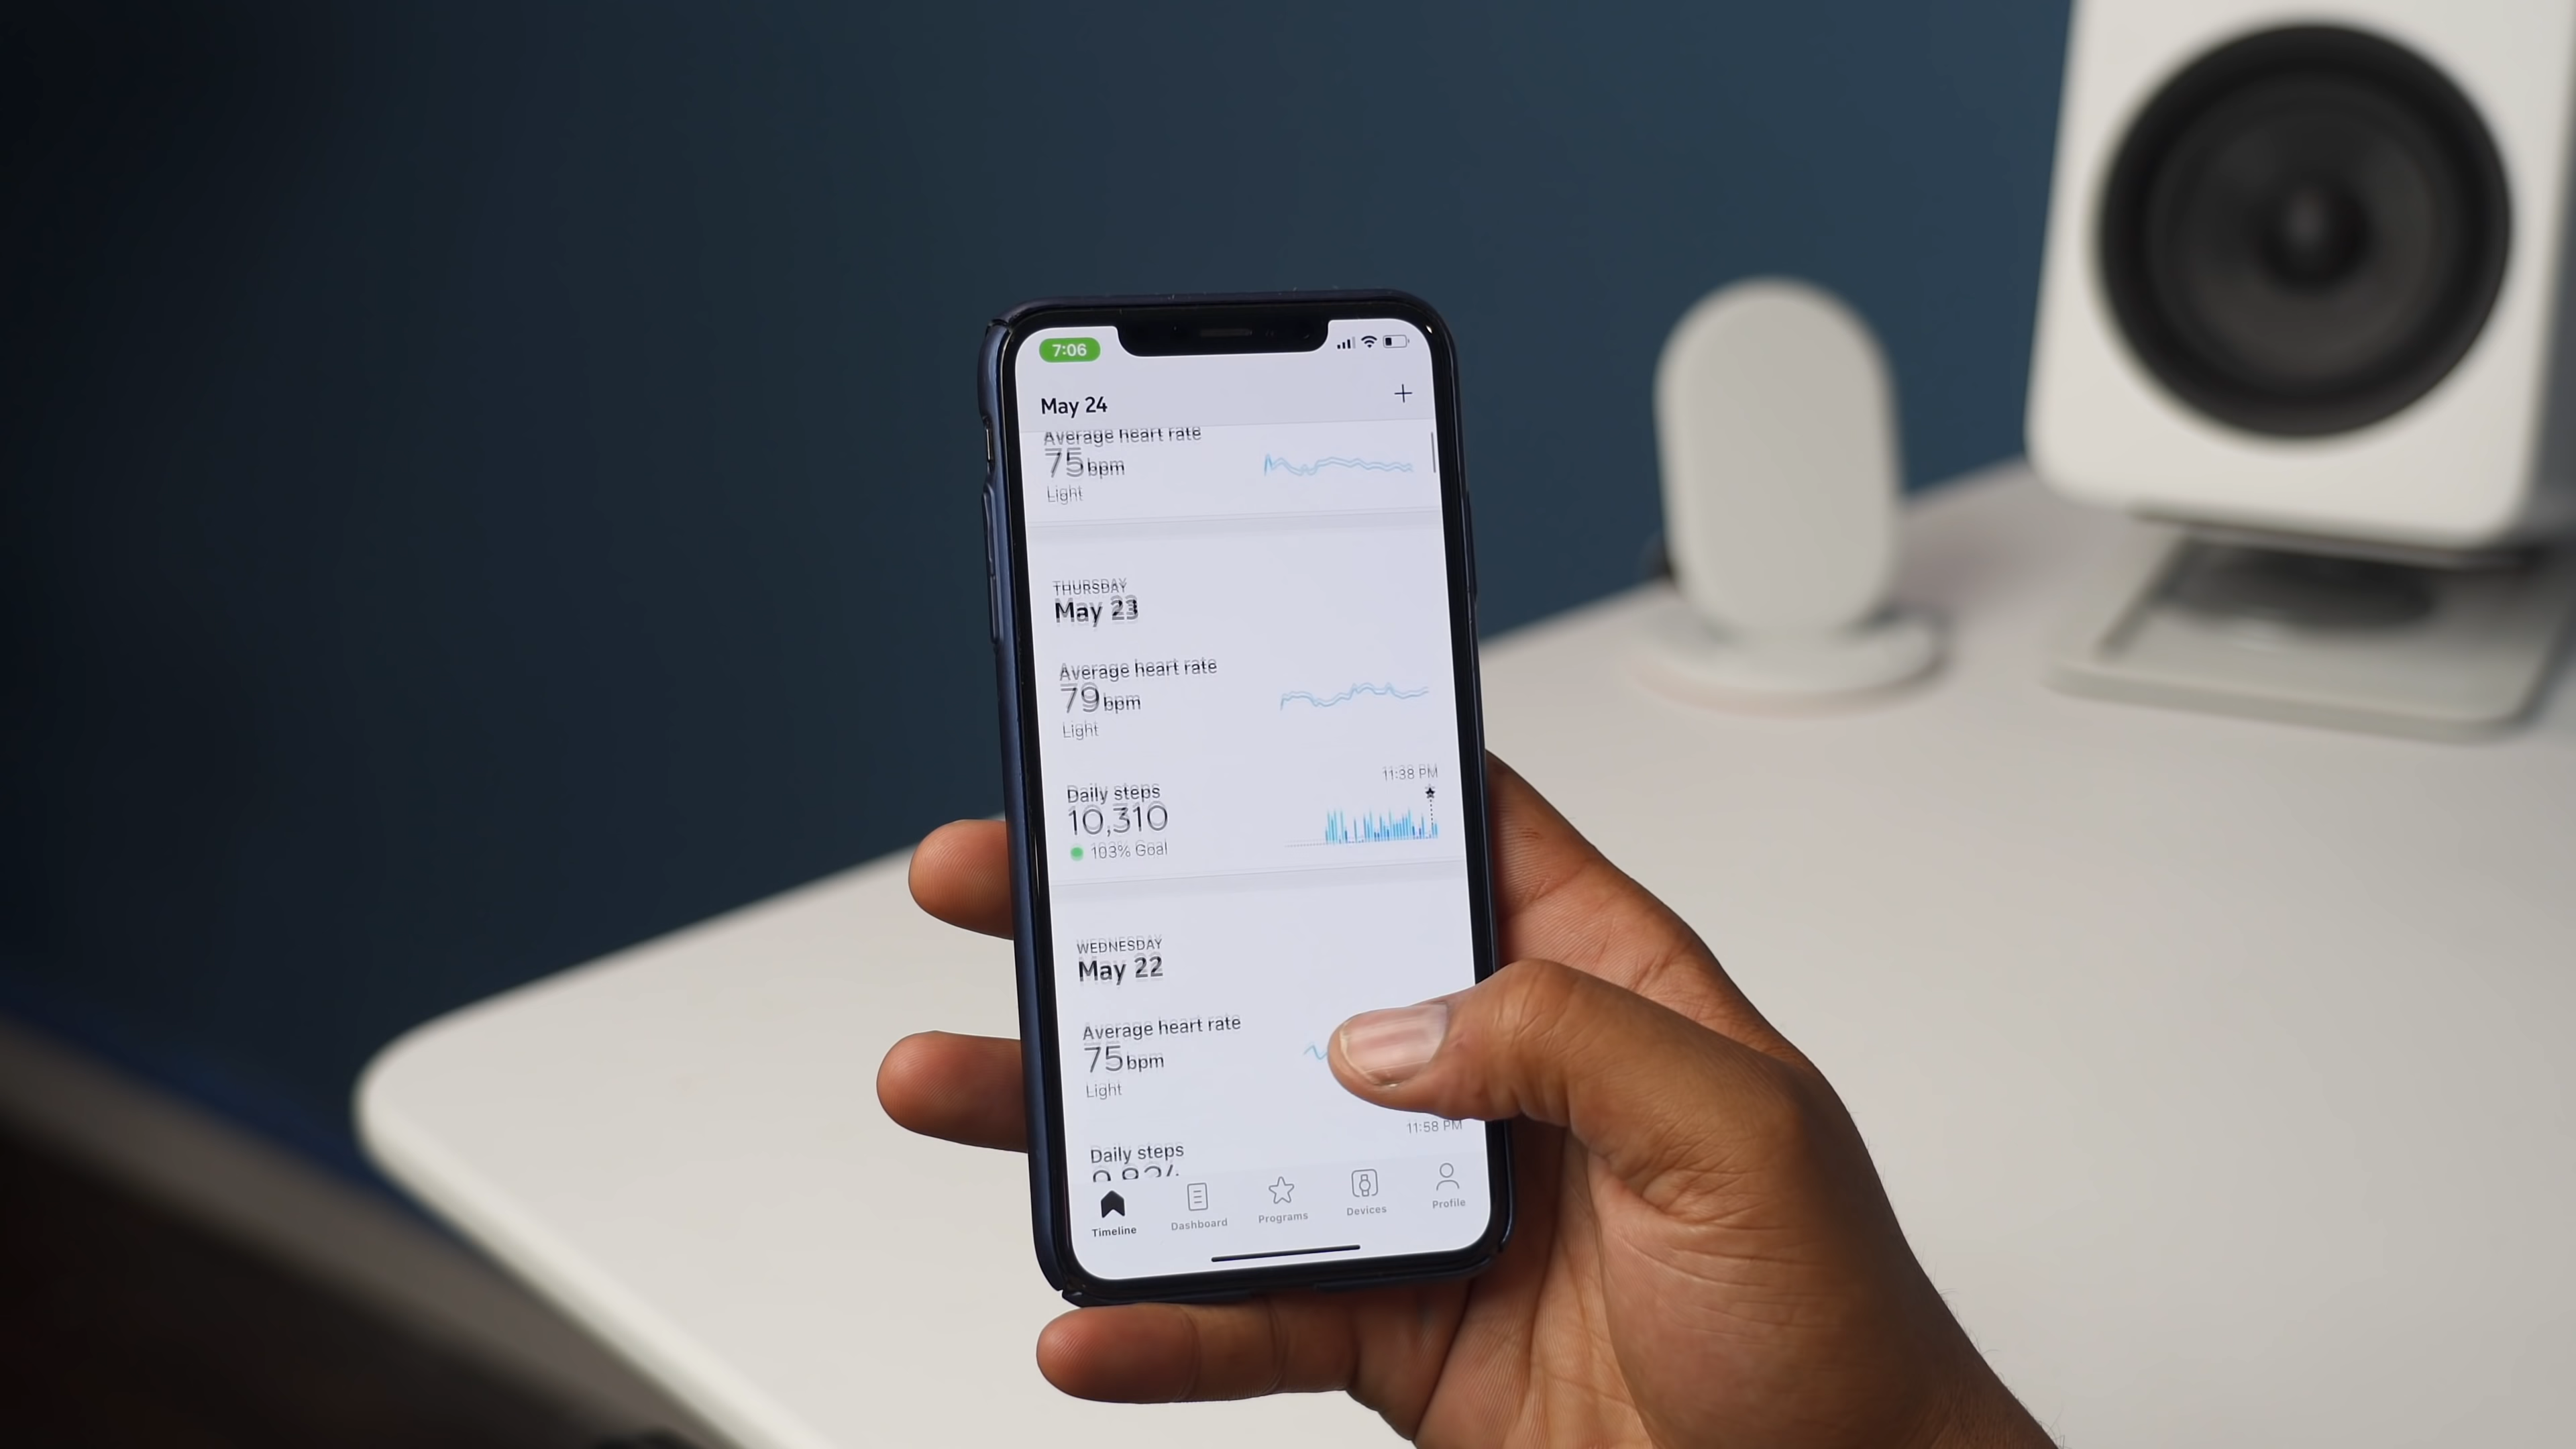 7:06
May 24
Average heart rate
75 bpm
Light
THURSDAY
May 23
Average heart rate
79 bpm
Light
11:38 PM
Daily steps
10,310
103% Goal
WEDNESDAY
May 22
Average heart rate
75 bpm
Light
11:58 PM
Daily steps
Timeline
Dashboard
Programs
Devices
Profile